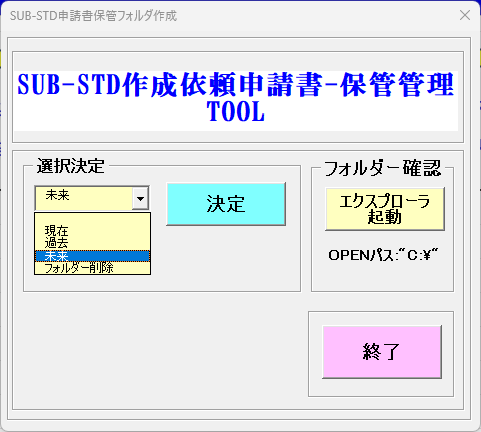 SUB-STD申請書保管フォルダ作成
SUB-STD作成依頼申請書-保管管理
TOOL
選択決定
未来
決定
現在
過去
未来
フォルダー削除
フォルダー確認
エクスプローラ
起動
OPENパス:"C:¥"
終了